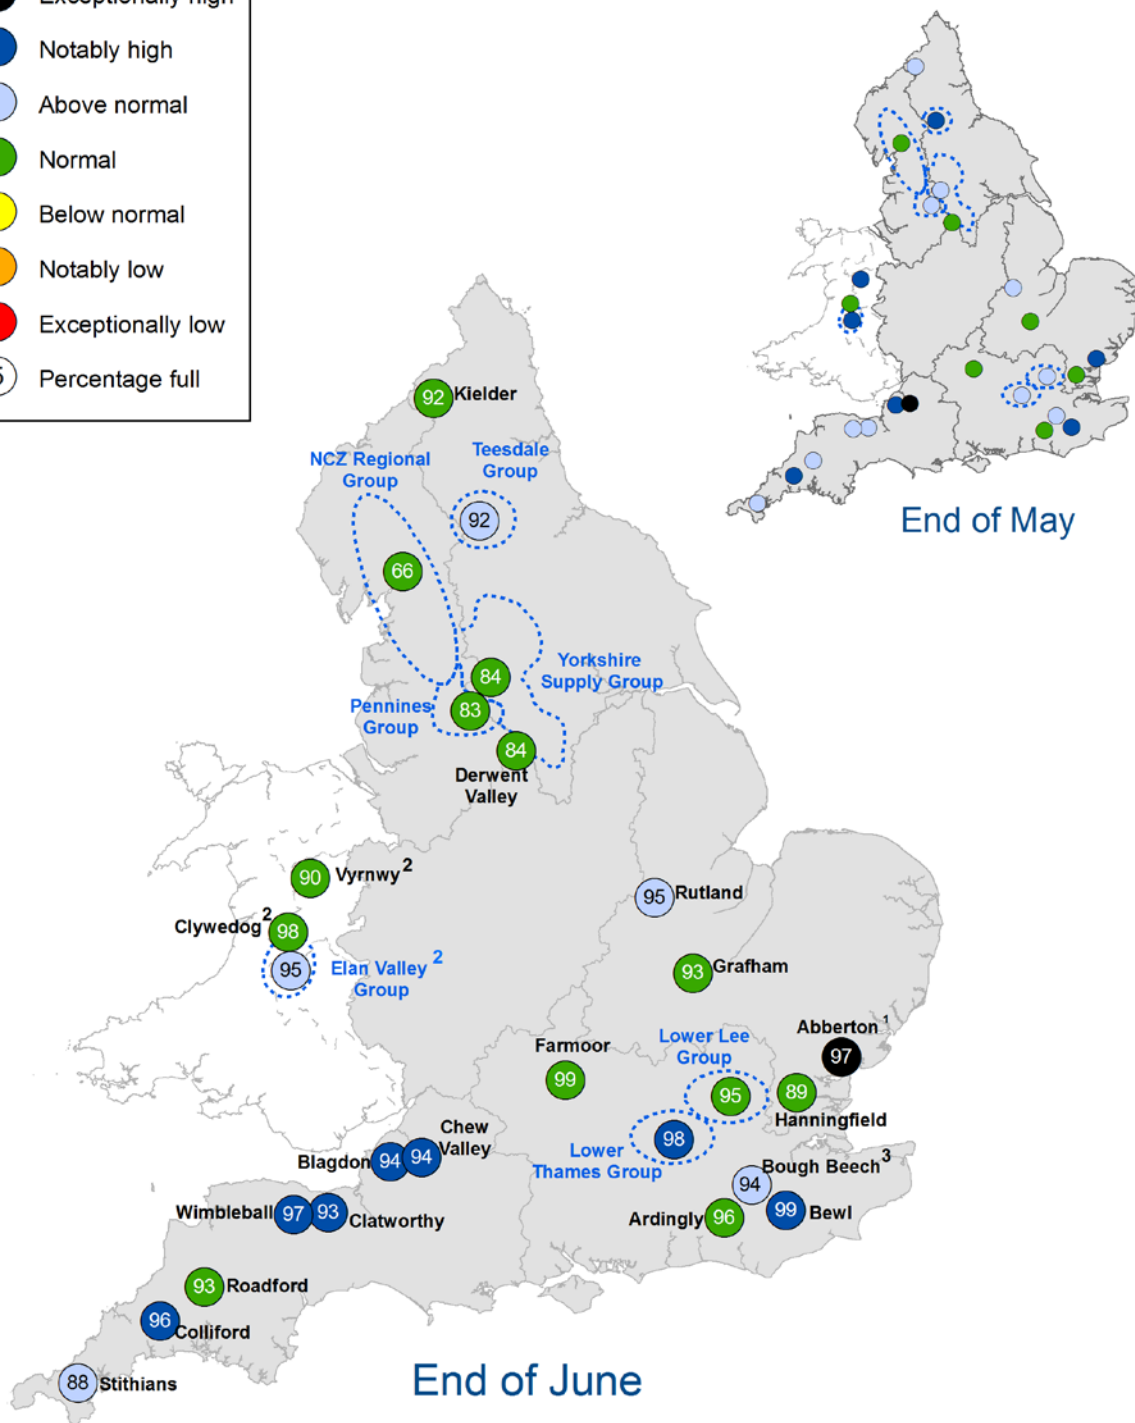 Exceptionally high
Notably high
Above normal
Normal
Below normal
Notably low
Exceptionally low
Percentage full
End of May
92
Kielder
NCZ Regional
Group
Teesdale
Group
92
66
84
Yorkshire
Supply Group
Pennines
Group
83
84
Derwent
Valley
90
Vyrnwy 2
Clywedog 2
98
95
Elan Valley 2
Group
95
Rutland
93
Grafham
Abberton 1
97
Farmoor
99
Lower Lee
Group
95
89
Hanningfield
Lower
Thames Group
98
Chew
Valley
Blagdon
94
94
Bough Beech 3
94
Ardingly
96
99
Bewl
Wimbleball
97
93
Clatworthy
93
Roadford
96
Colliford
88
Stithians
End of June